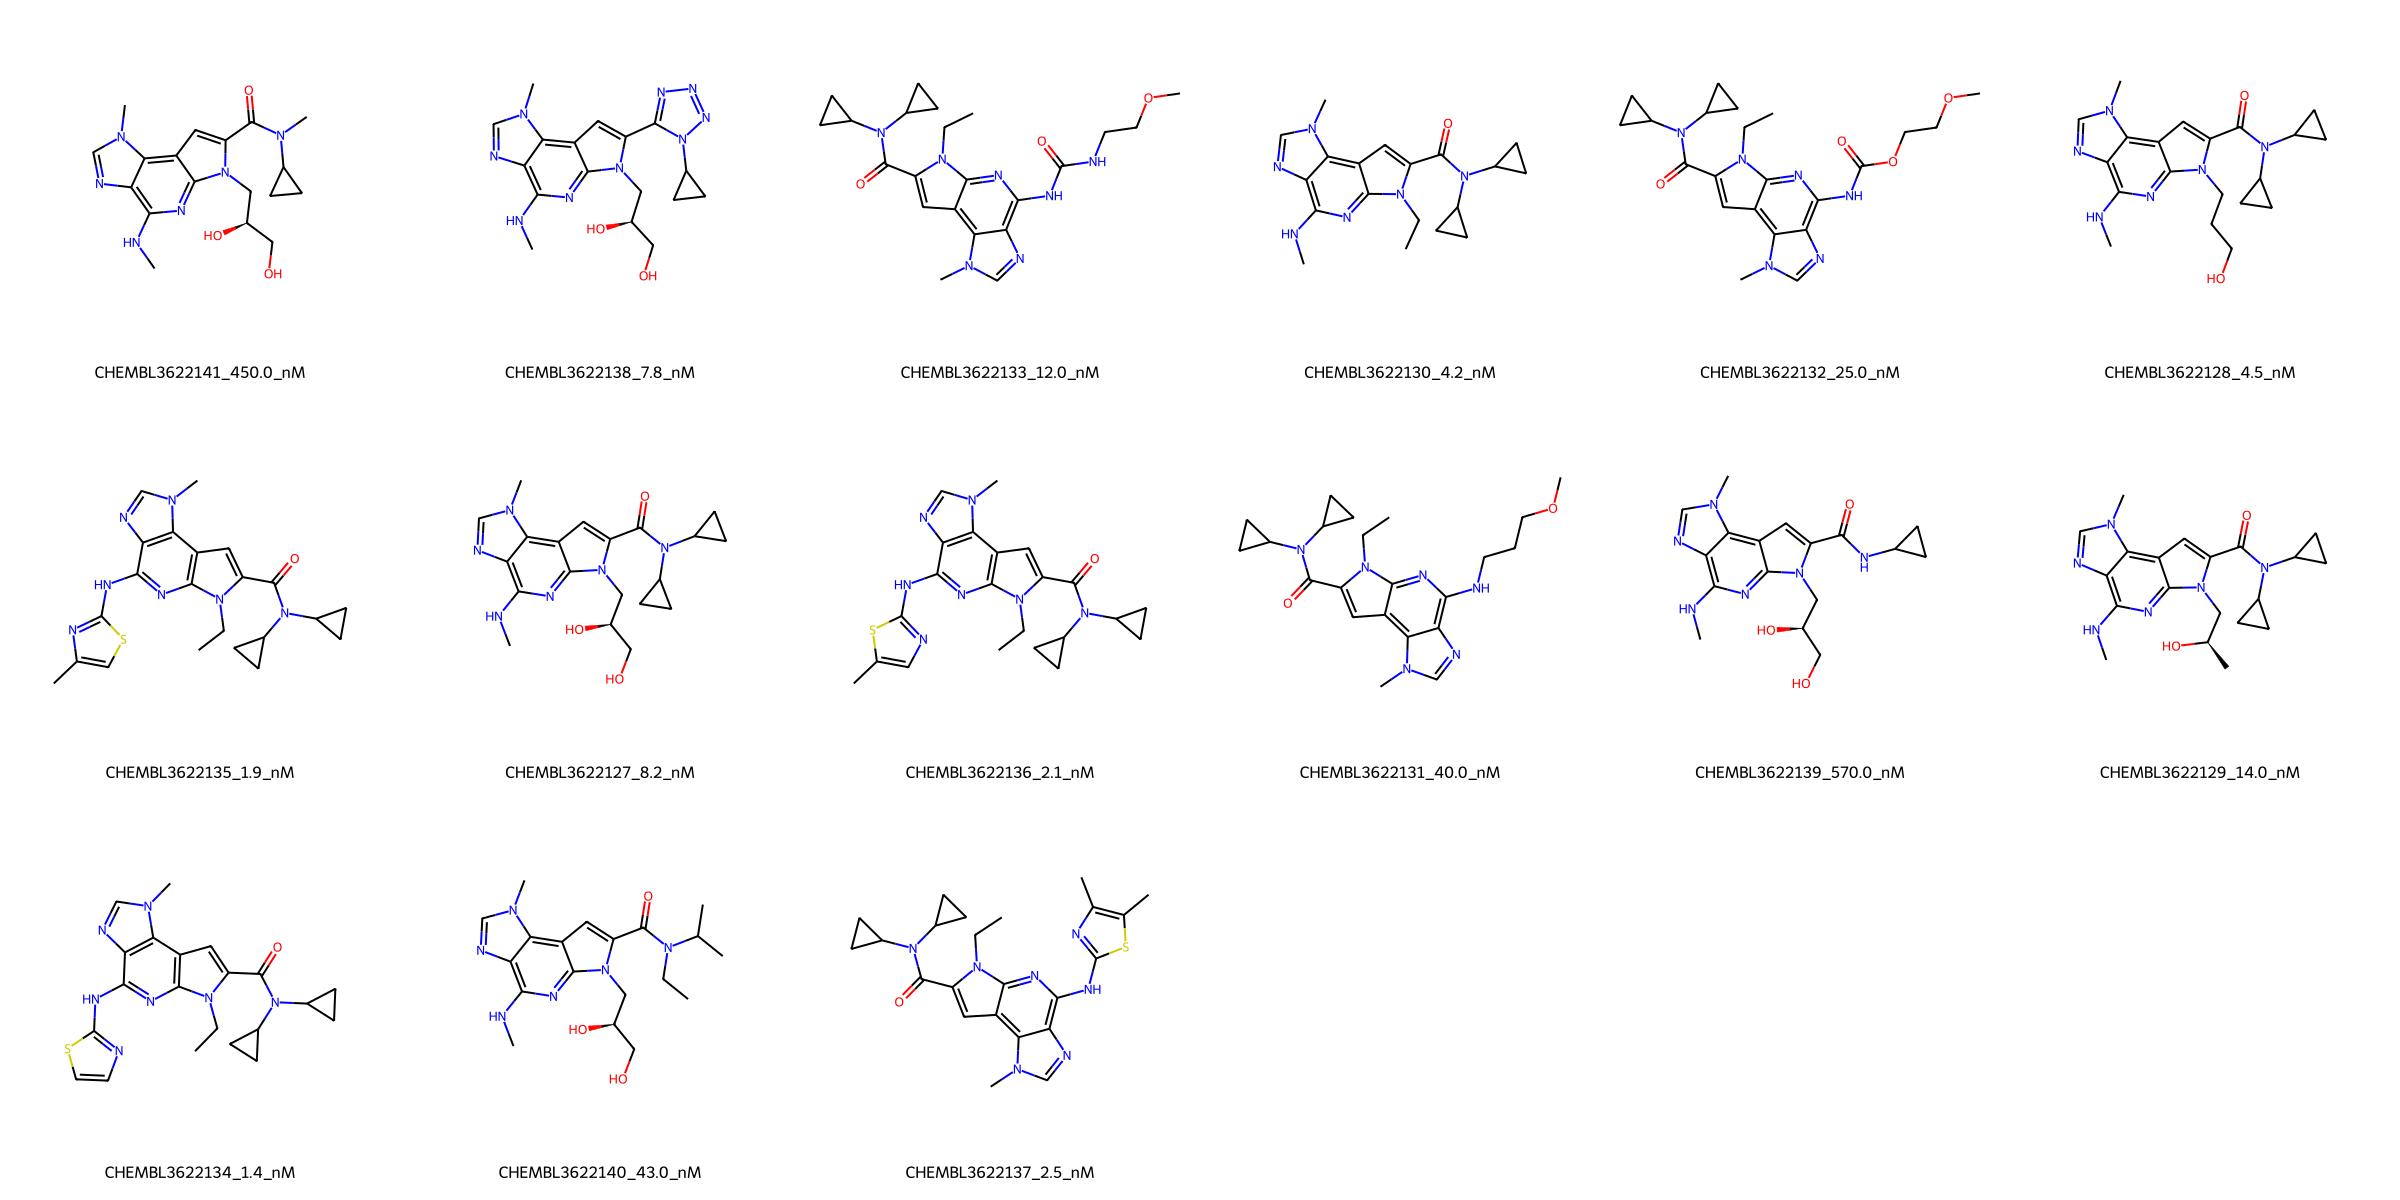 CHEMBL3622141_450.0_nM
CHEMBL3622138_7.8_nM
CHEMBL3622133_12.0_nM
CHEMBL3622130_4.2_nM
CHEMBL3622132_25.0_nM
CHEMBL3622128_4.5_nM
CHEMBL3622135_1.9_nM
CHEMBL3622127_8.2_nM
CHEMBL3622136_2.1_nM
CHEMBL3622131_40.0_nM
CHEMBL3622139_570.0_nM
CHEMBL3622129_14.0_nM
CHEMBL3622134_1.4_nM
CHEMBL3622140_43.0_nM
CHEMBL3622137_2.5_nM